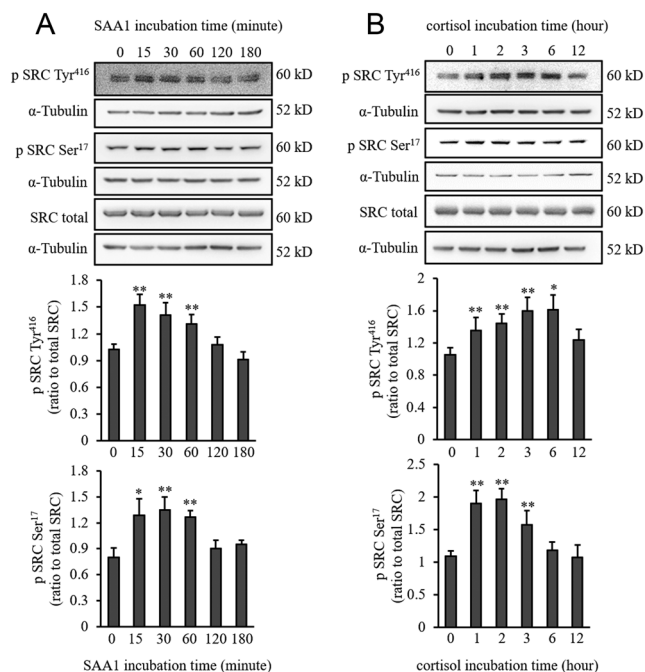 A
SAA1 incubation time (minute)
0 15 30 60 120 180
p SRC Tyr⁴¹⁶ 60 kD
α-Tubulin 52 kD
p SRC Ser¹⁷ 60 kD
α-Tubulin 52 kD
SRC total 60 kD
α-Tubulin 52 kD
p SRC Tyr⁴¹⁶
(ratio to total SRC)
1.8
1.5
1.2
0.9
0.6
0.3
0
** ** **
0 15 30 60 120 180
p SRC Ser¹⁷
(ratio to total SRC)
1.8
1.5
1.2
0.9
0.6
0.3
0
* ** **
0 15 30 60 120 180
SAA1 incubation time (minute)
B
cortisol incubation time (hour)
0 1 2 3 6 12
p SRC Tyr⁴¹⁶ 60 kD
α-Tubulin 52 kD
p SRC Ser¹⁷ 60 kD
α-Tubulin 52 kD
SRC total 60 kD
α-Tubulin 52 kD
p SRC Tyr⁴¹⁶
(ratio to total SRC)
2
1.6
1.2
0.8
0.4
0
** ** ** *
0 1 2 3 6 12
p SRC Ser¹⁷
(ratio to total SRC)
2.5
2
1.5
1
0.5
0
** ** **
0 1 2 3 6 12
cortisol incubation time (hour)